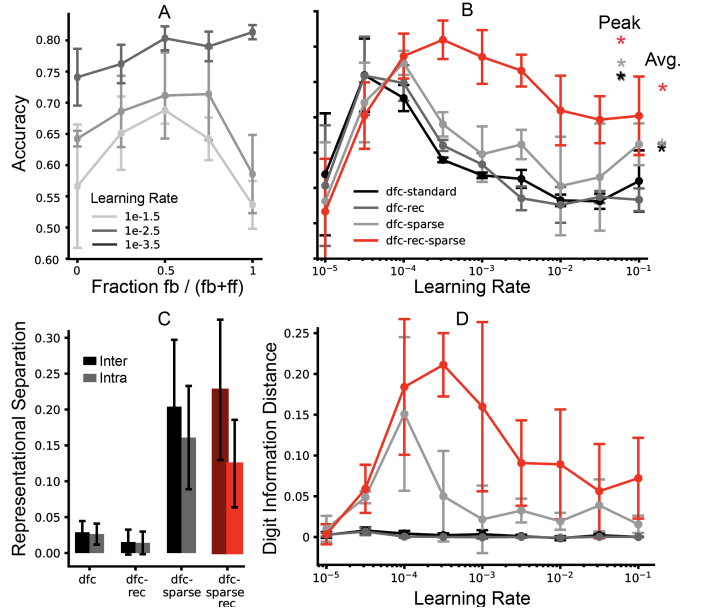 A
Accuracy
0.80
0.75
0.70
0.65
0.60
0.55
0.50
0.60
Learning Rate
1e-1.5
1e-2.5
1e-3.5
0
0.5
1
Fraction fb / (fb+ff)
B
Peak
*
*
*
Avg.
*
*
*
dfc-standard
dfc-rec
dfc-sparse
dfc-rec-sparse
10⁻⁵
10⁻⁴
10⁻³
10⁻²
10⁻¹
Learning Rate
C
Representational Separation
0.30
0.25
0.20
0.15
0.10
0.05
0.00
Inter
Intra
dfc
dfc-
rec
dfc-
sparse
dfc-
sparse
rec
D
Digit Information Distance
0.25
0.20
0.15
0.10
0.05
0
10⁻⁵
10⁻⁴
10⁻³
10⁻²
10⁻¹
Learning Rate